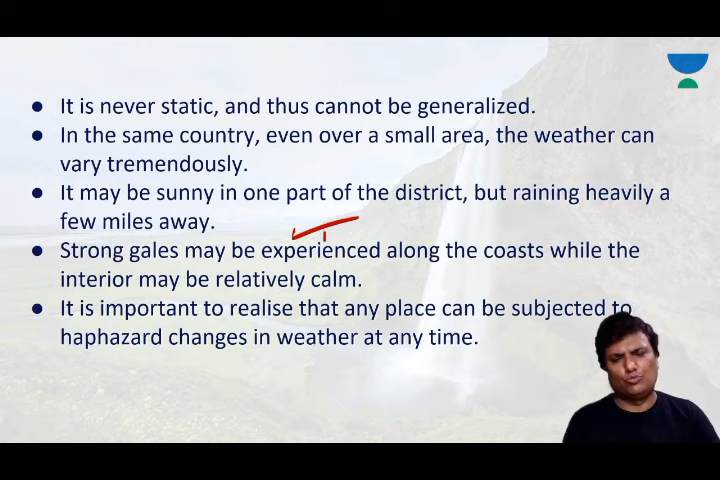 ● It is never static, and thus cannot be generalized.
● In the same country, even over a small area, the weather can
vary tremendously.
● It may be sunny in one part of the district, but raining heavily a
few miles away.
● Strong gales may be experienced along the coasts while the
interior may be relatively calm.
● It is important to realise that any place can be subjected to
haphazard changes in weather at any time.